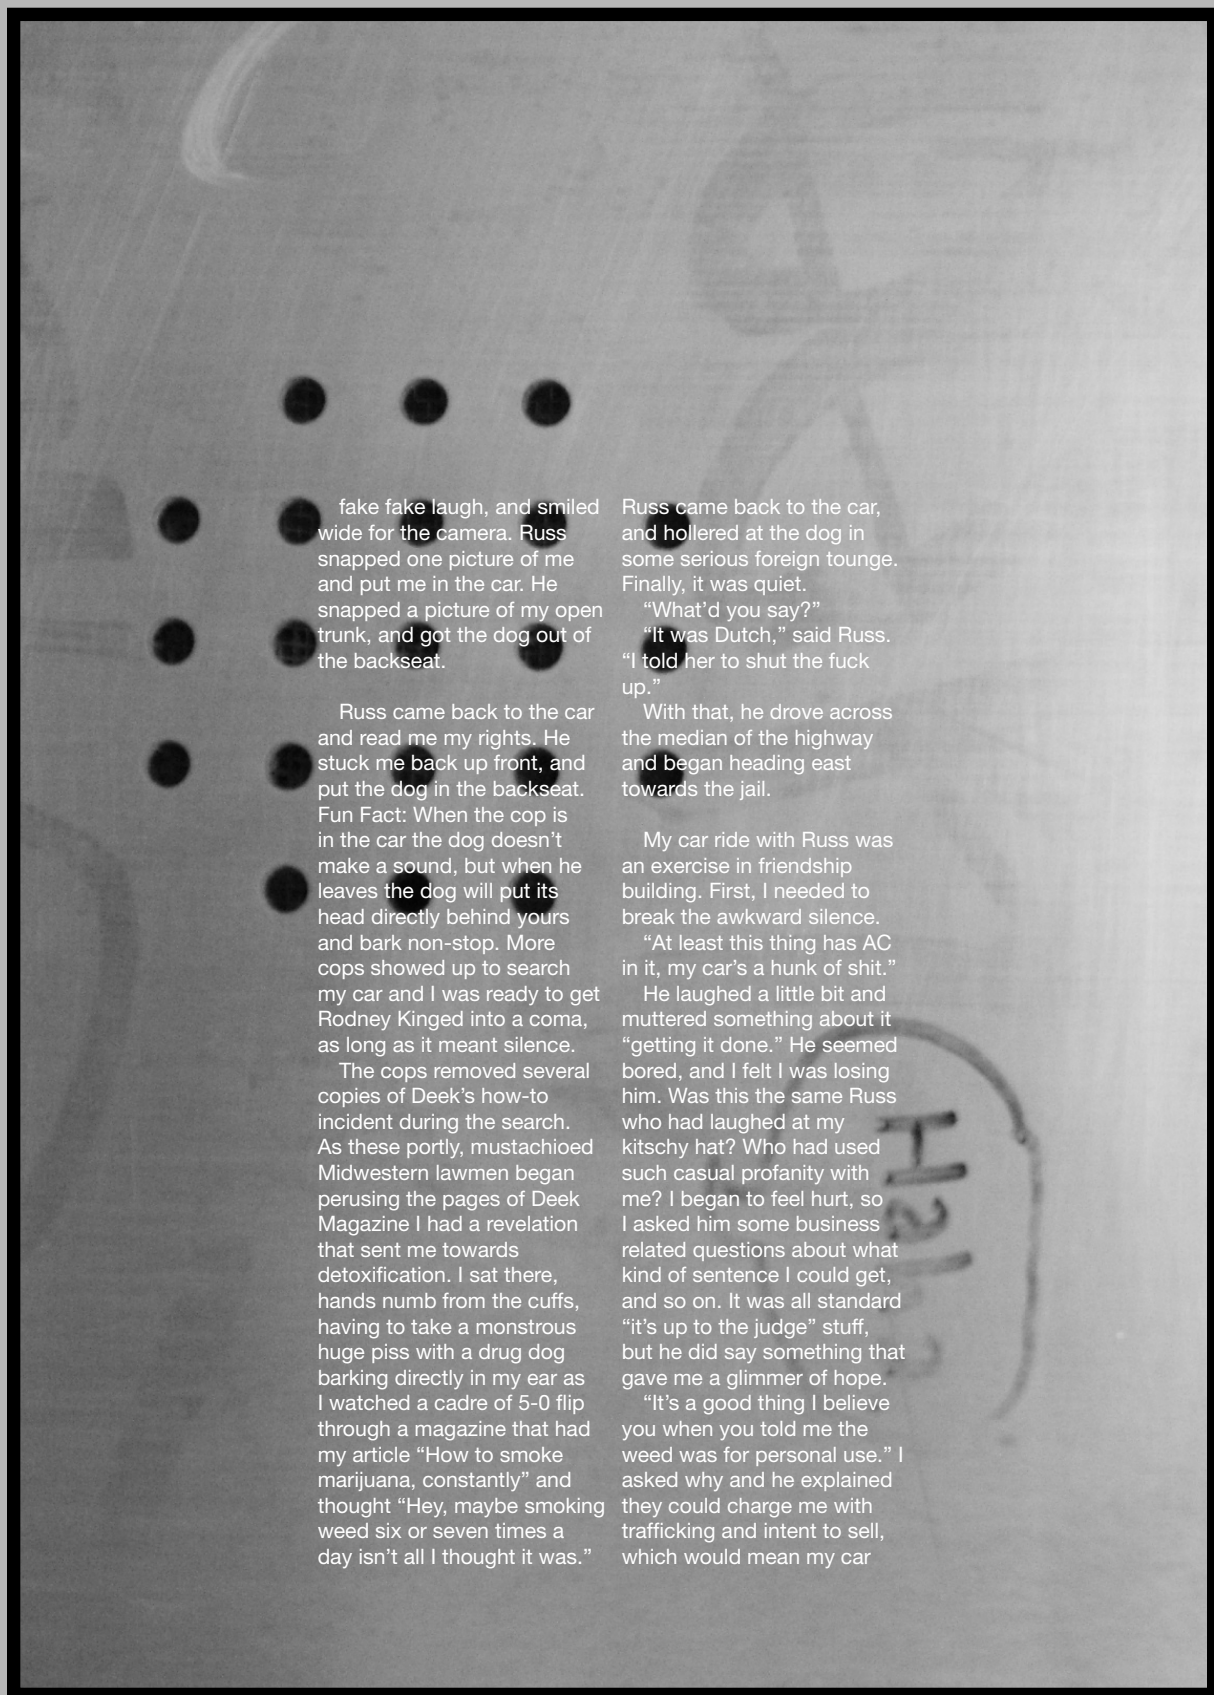 fake fake laugh, and smiled
wide for the camera. Russ
snapped one picture of me
and put me in the car. He
snapped a picture of my open
trunk, and got the dog out of
the backseat.
Russ came back to the car
and read me my rights. He
stuck me back up front, and
put the dog in the backseat.
Fun Fact: When the cop is
in the car the dog doesn’t
make a sound, but when he
leaves the dog will put its
head directly behind yours
and bark non-stop. More
cops showed up to search
my car and I was ready to get
Rodney Kinged into a coma,
as long as it meant silence.
The cops removed several
copies of Deek’s how-to
incident during the search.
As these portly, mustachioed
Midwestern lawmen began
perusing the pages of Deek
Magazine I had a revelation
that sent me towards
detoxification. I sat there,
hands numb from the cuffs,
having to take a monstrous
huge piss with a drug dog
barking directly in my ear as
I watched a cadre of 5-0 flip
through a magazine that had
my article “How to smoke
marijuana, constantly” and
thought “Hey, maybe smoking
weed six or seven times a
day isn’t all I thought it was.”
Russ came back to the car,
and hollered at the dog in
some serious foreign tounge.
Finally, it was quiet.
“What’d you say?”
“It was Dutch,” said Russ.
“I told her to shut the fuck
up.”
With that, he drove across
the median of the highway
and began heading east
towards the jail.
My car ride with Russ was
an exercise in friendship
building. First, I needed to
break the awkward silence.
“At least this thing has AC
in it, my car’s a hunk of shit.”
He laughed a little bit and
muttered something about it
“getting it done.” He seemed
bored, and I felt I was losing
him. Was this the same Russ
who had laughed at my
kitschy hat? Who had used
such casual profanity with
me? I began to feel hurt, so
I asked him some business
related questions about what
kind of sentence I could get,
and so on. It was all standard
“it’s up to the judge” stuff,
but he did say something that
gave me a glimmer of hope.
“It’s a good thing I believe
you when you told me the
weed was for personal use.” I
asked why and he explained
they could charge me with
trafficking and intent to sell,
which would mean my car